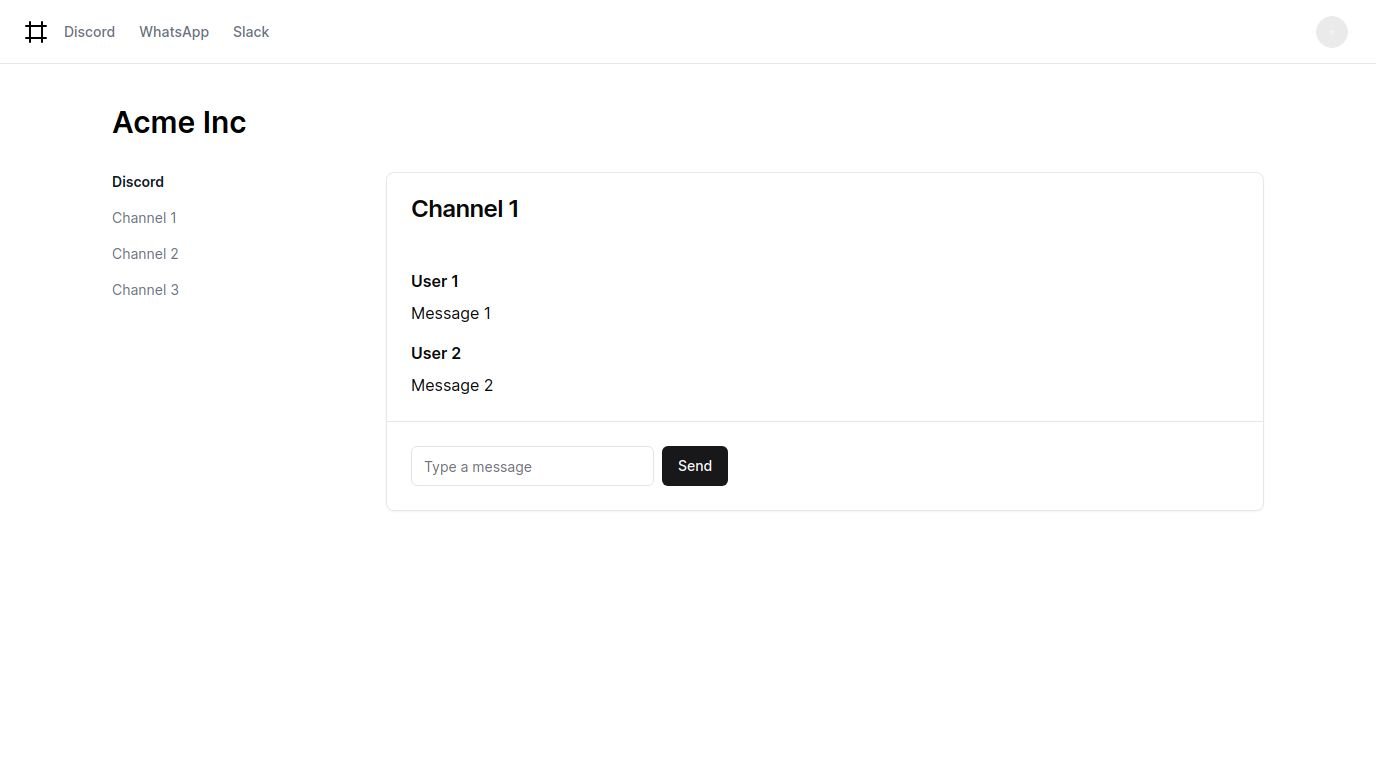 Discord WhatsApp Slack
Acme Inc
Discord
Channel 1
Channel 2
Channel 3
Channel 1
User 1
Message 1
User 2
Message 2
Type a message
Send